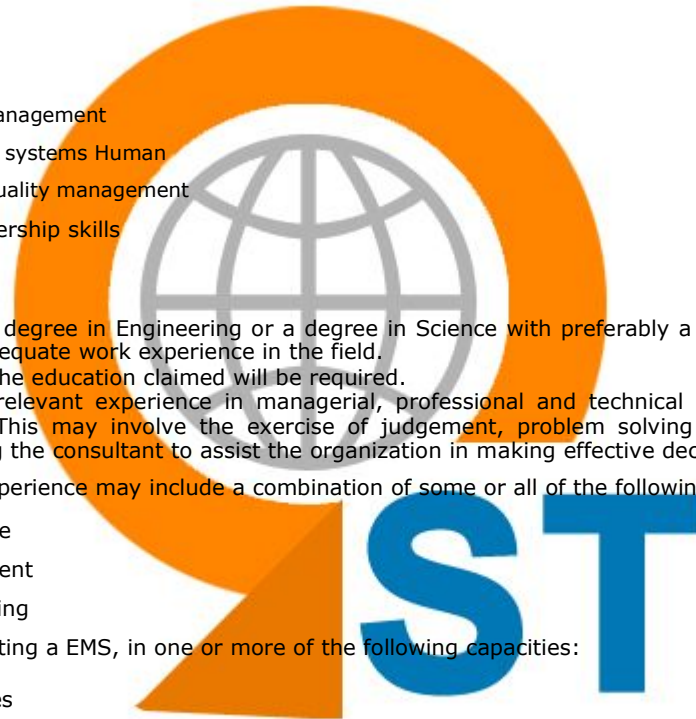 anagement
systems Human
uality management
ership skills
degree in Engineering or a degree in Science with preferably a
equate work experience in the field.
he education claimed will be required.
relevant experience in managerial, professional and technical
This may involve the exercise of judgement, problem solving
g the consultant to assist the organization in making effective dec
perience may include a combination of some or all of the followin
e
ent
ing
ting a EMS, in one or more of the following capacities:
es
ST